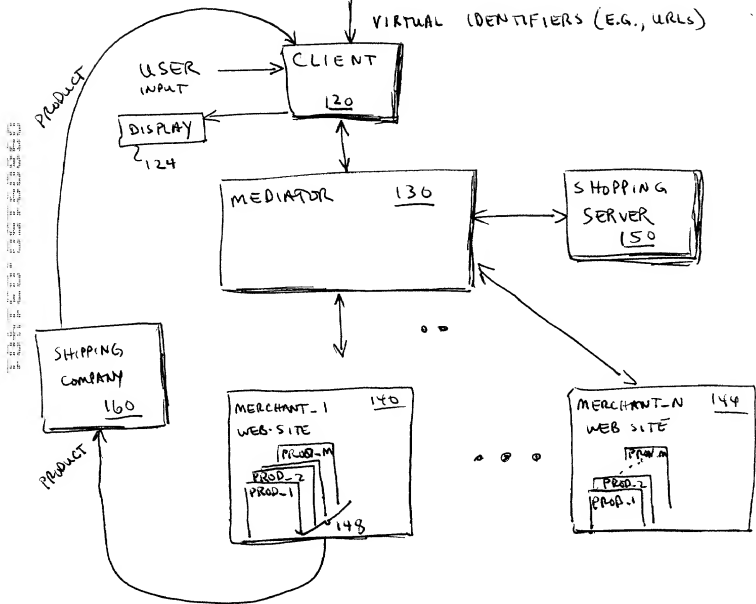 VIRTUAL IDENTIFIERS (E.G., URLS)
PRODUCT
USER
INPUT
CLIENT
120
DISPLAY
124
MEDIATOR 130
SHOPPING
SERVER
150
SHIPPING
COMPANY
160
PRODUCT
MERCHANT_1 140
WEB-SITE
PROD_M
PROD_2
PROD_1
148
MERCHANT_N 144
WEB SITE
PROD_M
PROD_2
PROD_1